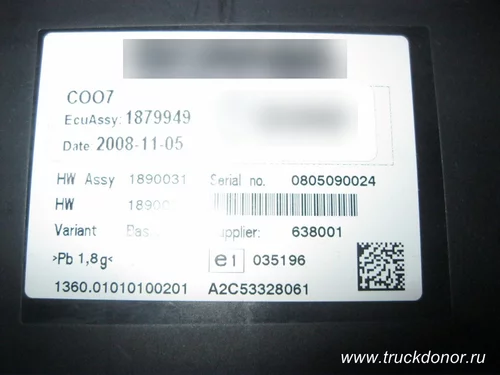 COO7
EcuAssy: 1879949
Date 2008-11-05
HW Assy 1890031 Serial no. 0805090024
HW
Variant Supplier: 638001
>Pb 1,8g< e1 035196
1360.01010100201 A2C53328061
www.truckdonor.ru